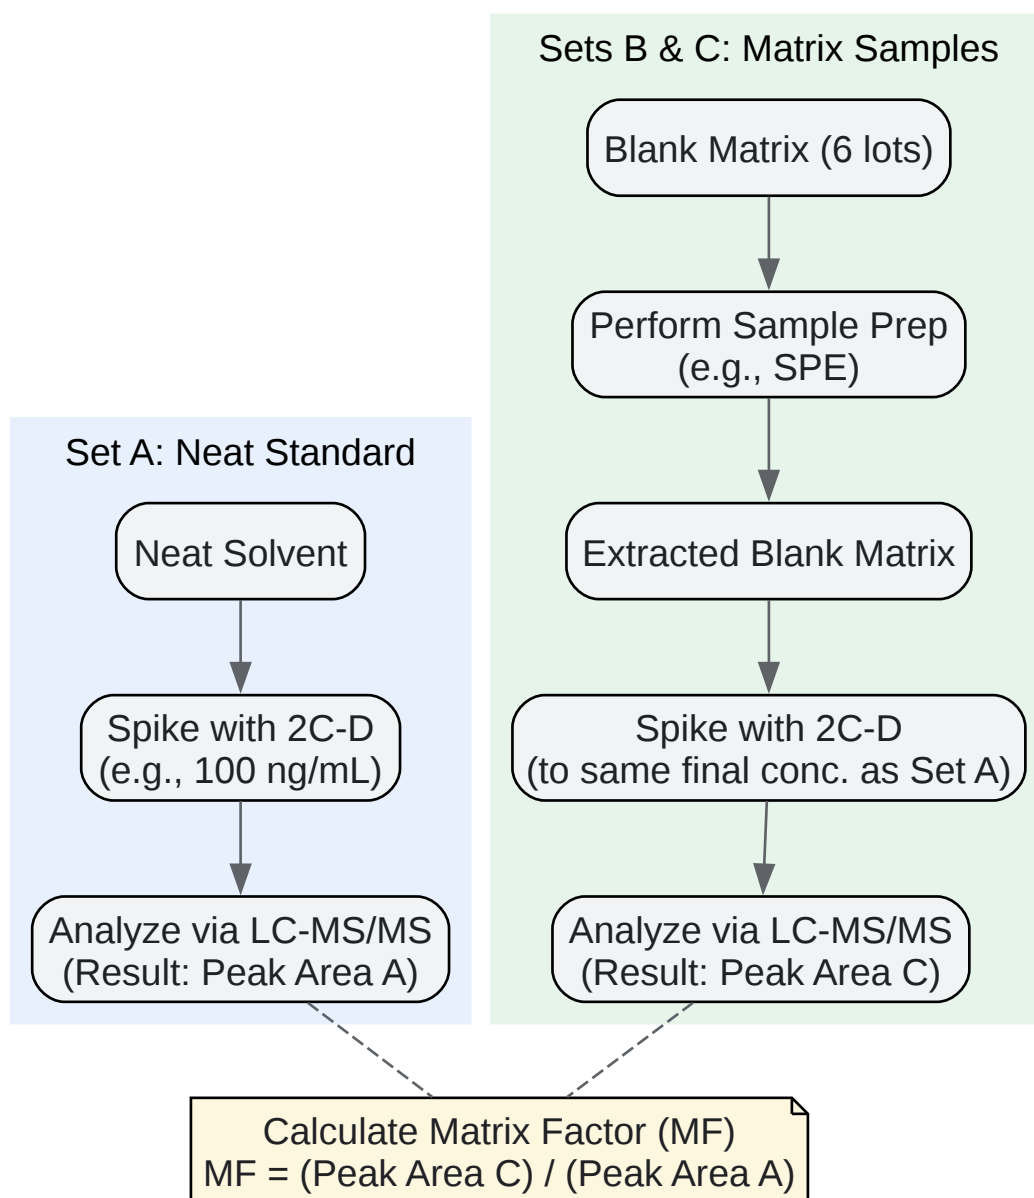 Sets B & C: Matrix Samples
Blank Matrix (6 lots)
Perform Sample Prep
(e.g., SPE)
Extracted Blank Matrix
Spike with 2C-D
(to same final conc. as Set A)
Analyze via LC-MS/MS
(Result: Peak Area C)
Set A: Neat Standard
Neat Solvent
Spike with 2C-D
(e.g., 100 ng/mL)
Analyze via LC-MS/MS
(Result: Peak Area A)
Calculate Matrix Factor (MF)
MF = (Peak Area C) / (Peak Area A)